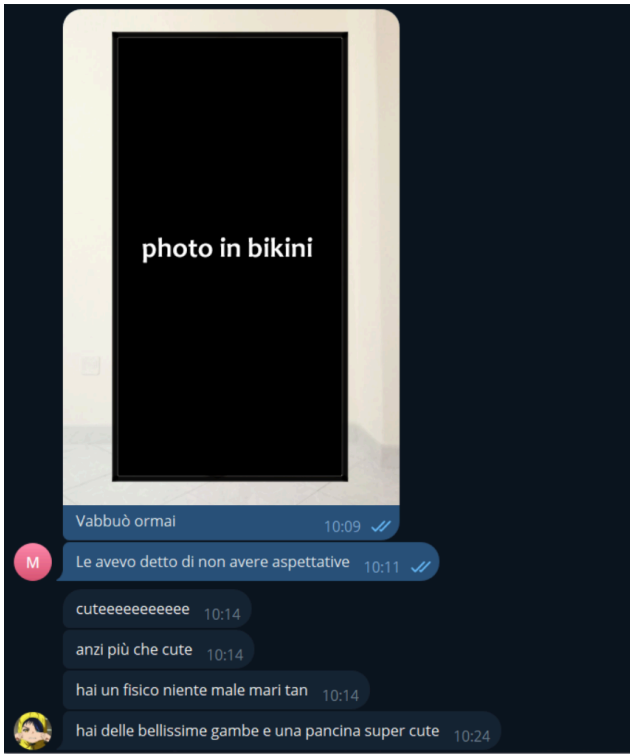 photo in bikini
Vabbuò ormai
10:09
M
Le avevo detto di non avere aspettative 10:11
cuteeeeeeeeeee 10:14
anzi più che cute 10:14
hai un fisico niente male mari tan 10:14
hai delle bellissime gambe e una pancina super cute 10:24